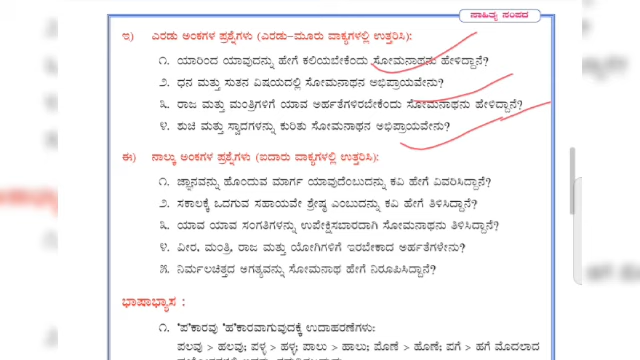 ಸಾಹಿತ್ಯ ಸಂಪದ
ಇ) ಎರಡು ಅಂಕಗಳ ಪ್ರಶ್ನೆಗಳು (ಎರಡು-ಮೂರು ವಾಕ್ಯಗಳಲ್ಲಿ ಉತ್ತರಿಸಿ):
೧. ಯಾರಿಂದ ಯಾವುದನ್ನು ಹೇಗೆ ಕಲಿಯಬೇಕೆಂದು ಸೋಮನಾಥನು ಹೇಳಿದ್ದಾನೆ?
೨. ಧನ ಮತ್ತು ಸುತನ ವಿಷಯದಲ್ಲಿ ಸೋಮನಾಥನ ಅಭಿಪ್ರಾಯವೇನು?
೩. ರಾಜ ಮತ್ತು ಮಂತ್ರಿಗಳಿಗೆ ಯಾವ ಅರ್ಹತೆಗಳಿರಬೇಕೆಂದು ಸೋಮನಾಥನು ಹೇಳಿದ್ದಾನೆ?
೪. ಶುಚಿ ಮತ್ತು ಸ್ವಾದಗಳನ್ನು ಕುರಿತು ಸೋಮನಾಥನ ಅಭಿಪ್ರಾಯವೇನು?
ಈ) ನಾಲ್ಕು ಅಂಕಗಳ ಪ್ರಶ್ನೆಗಳು (ಐದಾರು ವಾಕ್ಯಗಳಲ್ಲಿ ಉತ್ತರಿಸಿ):
೧. ಜ್ಞಾನವನ್ನು ಹೊಂದುವ ಮಾರ್ಗ ಯಾವುದೆಂಬುದನ್ನು ಕವಿ ಹೇಗೆ ವಿವರಿಸಿದ್ದಾನೆ?
೨. ಸಕಾಲಕ್ಕೆ ಒದಗುವ ಸಹಾಯವೇ ಶ್ರೇಷ್ಠ ಎಂಬುದನ್ನು ಕವಿ ಹೇಗೆ ತಿಳಿಸಿದ್ದಾನೆ?
೩. ಯಾವ ಯಾವ ಸಂಗತಿಗಳನ್ನು ಉಪೇಕ್ಷಿಸಬಾರದಾಗಿ ಸೋಮನಾಥನು ತಿಳಿಸಿದ್ದಾನೆ?
೪. ವೀರ, ಮಂತ್ರಿ, ರಾಜ ಮತ್ತು ಯೋಗಿಗಳಿಗೆ ಇರಬೇಕಾದ ಅರ್ಹತೆಗಳೇನು?
೫. ನಿರ್ಮಲಚಿತ್ತದ ಅಗತ್ಯವನ್ನು ಸೋಮನಾಥ ಹೇಗೆ ನಿರೂಪಿಸಿದ್ದಾನೆ?
ಭಾಷಾಭ್ಯಾಸ :
೧. 'ಪ'ಕಾರವು 'ಹ'ಕಾರವಾಗುವುದಕ್ಕೆ ಉದಾಹರಣೆಗಳು:
ಪಲವು > ಹಲವು; ಪಳ್ಳ > ಹಳ್ಳ; ಪಾಲು > ಹಾಲು; ಮೊಣೆ > ಹೊಣೆ; ಪಗೆ > ಹಗೆ ಮೊದಲಾದ